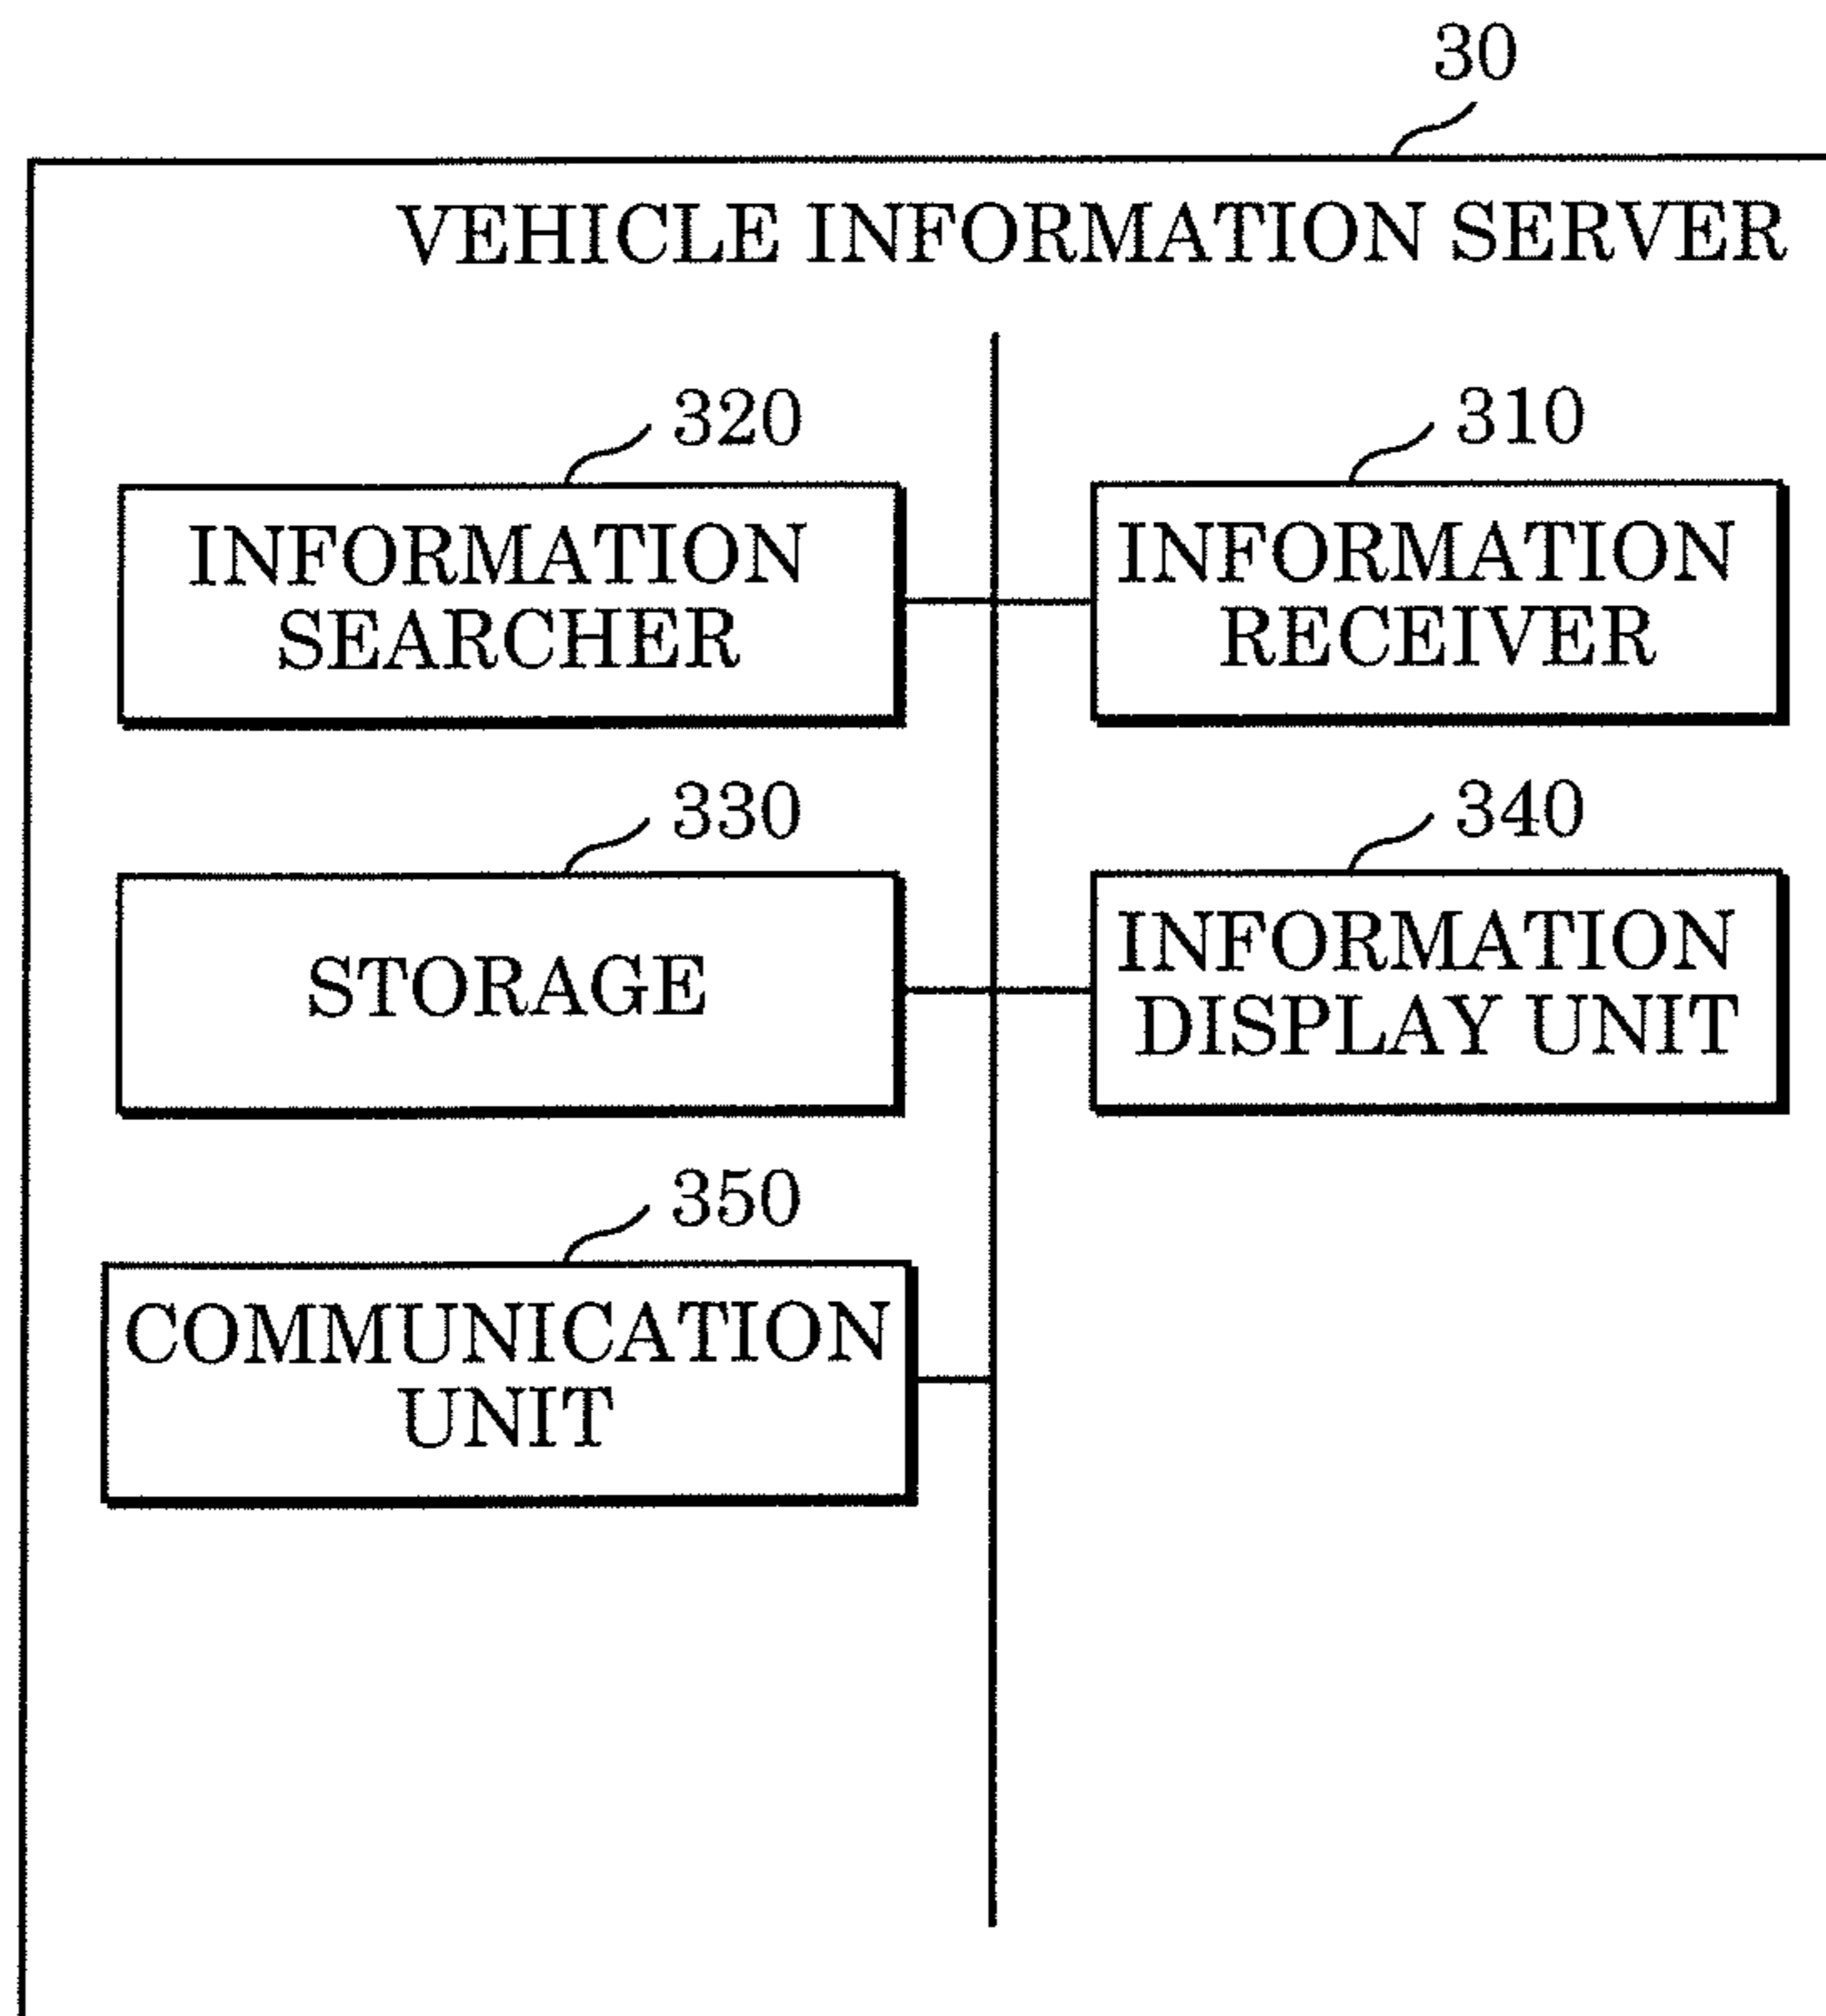 30
VEHICLE INFORMATION SERVER
320
INFORMATION
SEARCHER
310
INFORMATION
RECEIVER
330
STORAGE
340
INFORMATION
DISPLAY UNIT
350
COMMUNICATION
UNIT